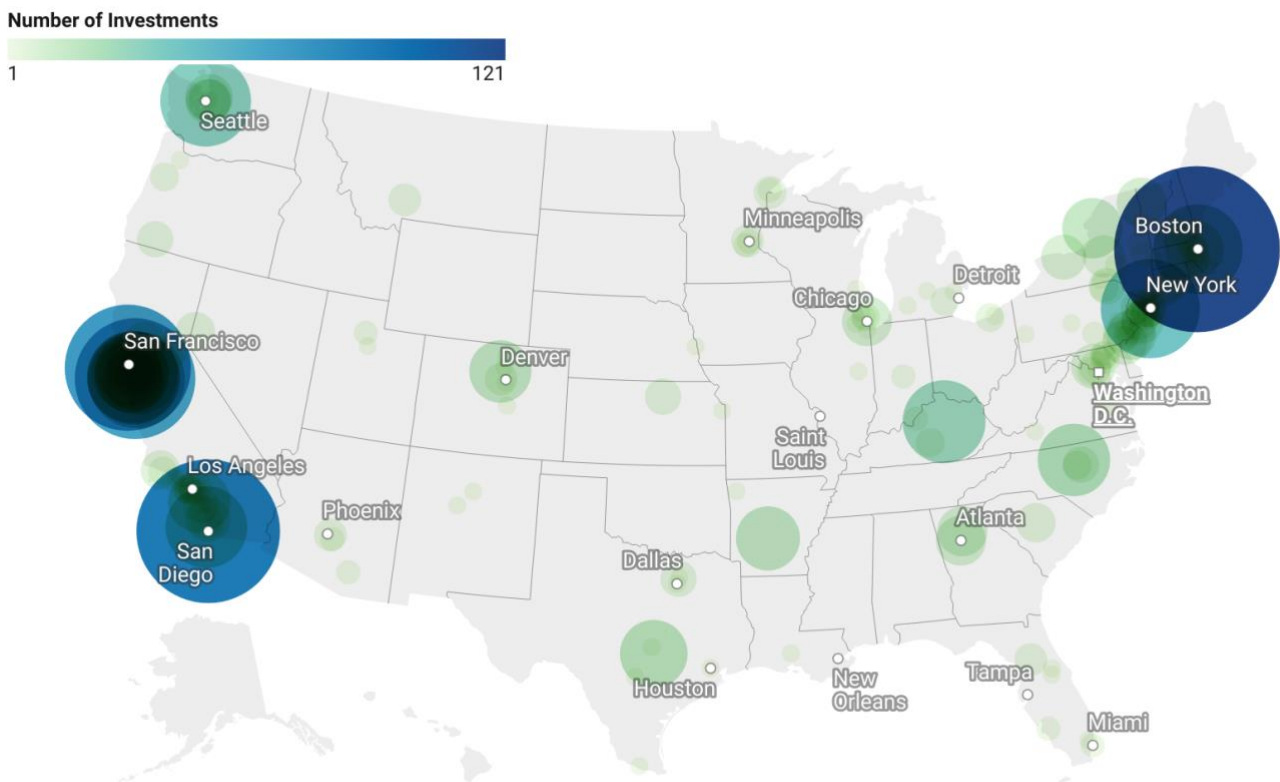 Number of Investments
1
121
Seattle
Minneapolis
Boston
Detroit
New York
Chicago
San Francisco
Denver
Washington
D.C.
Saint
Louis
Los Angeles
Phoenix
Atlanta
San
Diego
Dallas
Houston
New
Orleans
Tampa
Miami